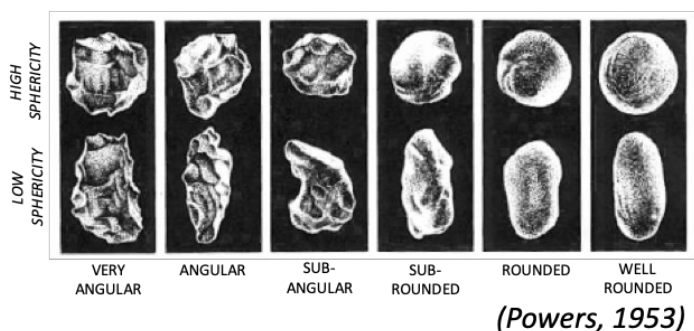 HIGH
SPHERICITY
LOW
SPHERICITY
VERY
ANGULAR
ANGULAR
SUB-
ANGULAR
SUB-
ROUNDED
ROUNDED
WELL
ROUNDED
(Powers, 1953)